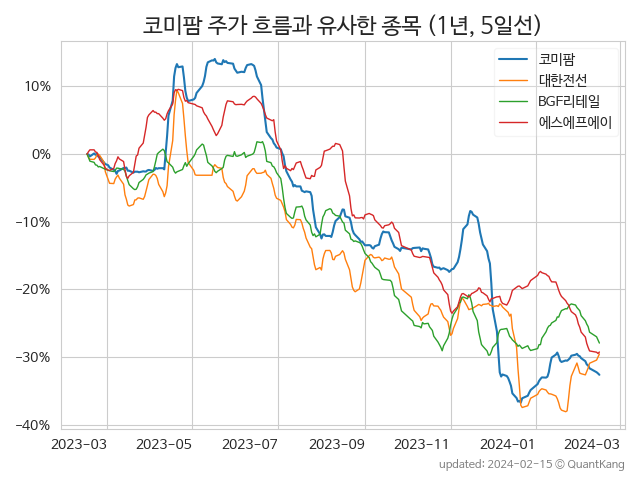 코미팜 주가 흐름과 유사한 종목 (1년, 5일선)
코미팜
대한전선
BGF리테일
에스에프에이
10%
0%
−10%
−20%
−30%
−40%
2023−03
2023−05
2023−07
2023−09
2023−11
2024−01
2024−03
updated: 2024-02-15 © QuantKang